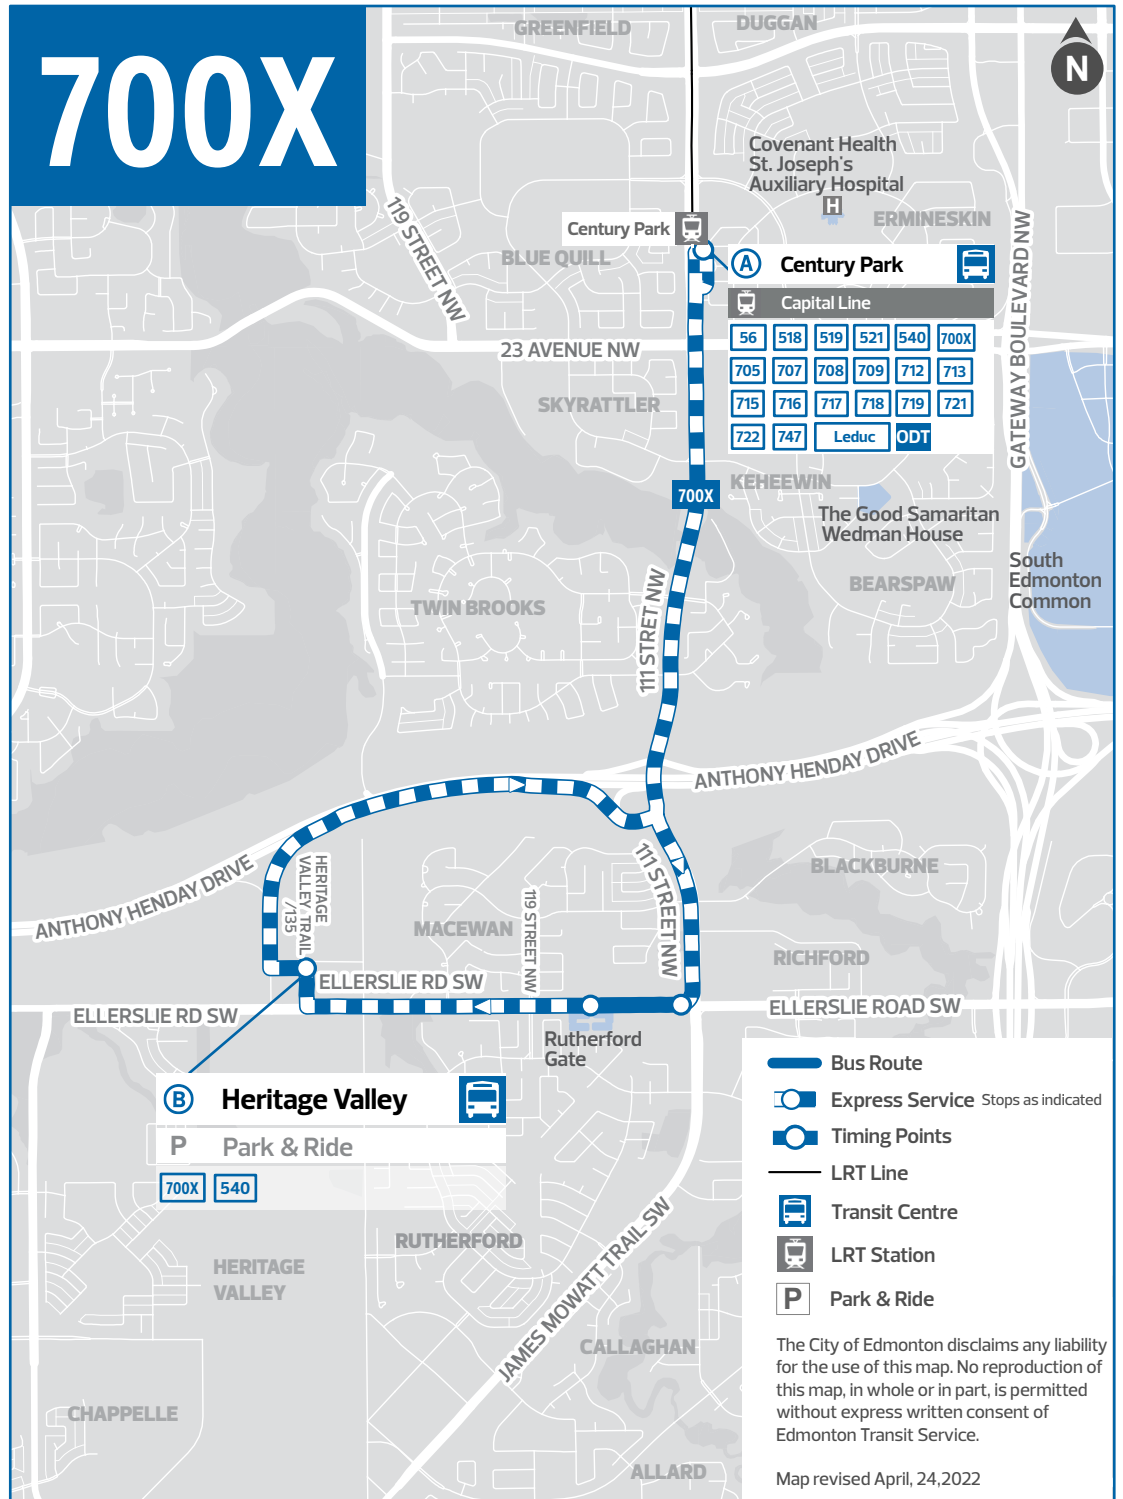 700X
GREENFIELD
DUGGAN
N
Covenant Health
St. Joseph's
Auxiliary Hospital
H
ERMINESKIN
119 STREET NW
Century Park
BLUE QUILL
A Century Park
Capital Line
56 518 519 521 540 700X
705 707 708 709 712 713
715 716 717 718 719 721
722 747 Leduc ODT
GATEWAY BOULEVARD NW
23 AVENUE NW
SKYRATTLER
KEHEEWIN
700X
The Good Samaritan
Wedman House
South
Edmonton
Common
BEARSPAW
TWIN BROOKS
111 STRET NW
ANTHONY HENDAY DRIVE
BLACKBURNE
111 STREET NW
HERITAGE
VALLEY TRAIL
/135
ANTHONY HENDAY DRIVE
MACEWAN
119 STREET NW
RICHFORD
ELLERSLIE RD SW
ELLERSLIE RD SW
ELLERSLIE ROAD SW
Rutherford
Gate
B Heritage Valley
P Park & Ride
700X 540
RUTHERFORD
HERITAGE
VALLEY
JAMES MOWATT TRAIL SW
CALLAGHAN
CHAPPELLE
ALLARD
Bus Route
Express Service Stops as indicated
Timing Points
LRT Line
Transit Centre
LRT Station
P Park & Ride
The City of Edmonton disclaims any liability
for the use of this map. No reproduction of
this map, in whole or in part, is permitted
without express written consent of
Edmonton Transit Service.
Map revised April, 24,2022